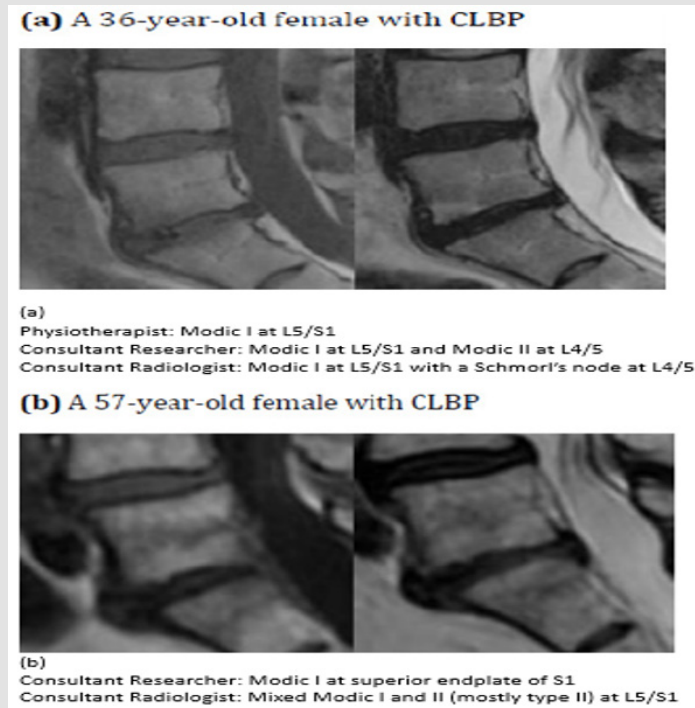 (a) A 36-year-old female with CLBP
(a)
Physiotherapist: Modic I at L5/S1
Consultant Researcher: Modic I at L5/S1 and Modic II at L4/5
Consultant Radiologist: Modic I at L5/S1 with a Schmorl's node at L4/5
(b) A 57-year-old female with CLBP
(b)
Consultant Researcher: Modic I at superior endplate of S1
Consultant Radiologist: Mixed Modic I and II (mostly type II) at L5/S1